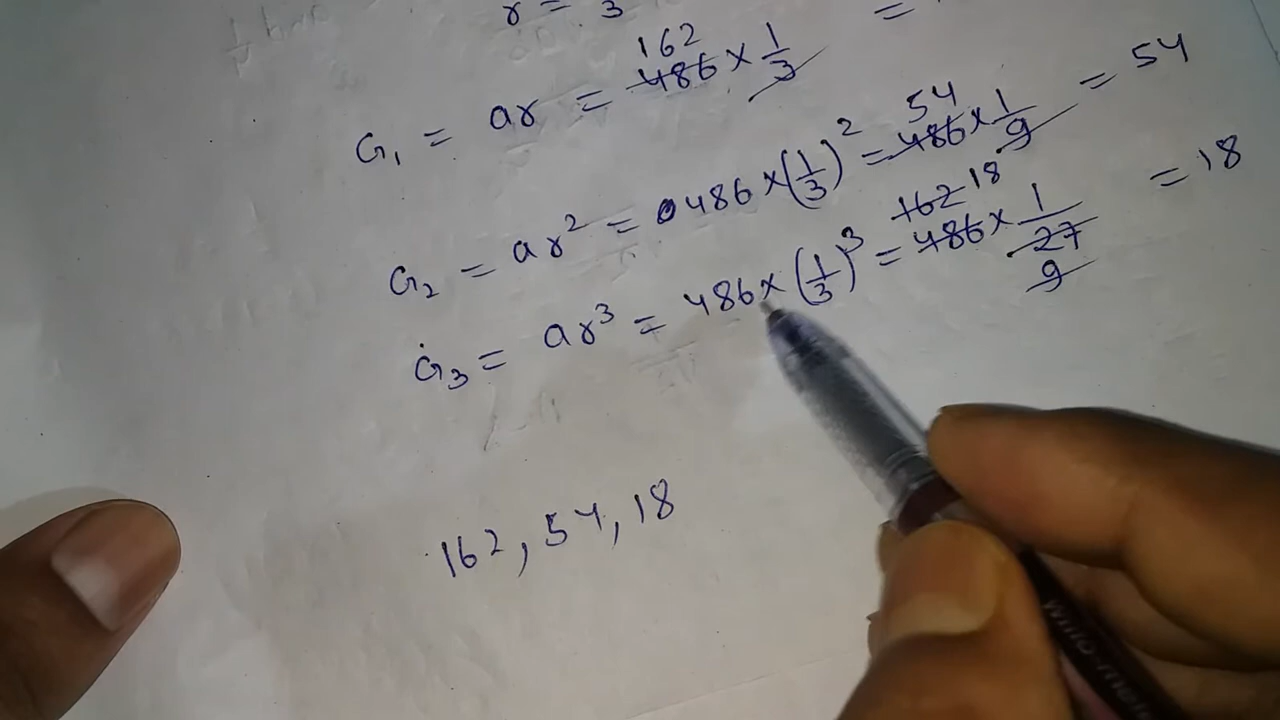 r = 3
162
G₁ = ar = 486 × 1/3 =
54
G₂ = ar² = 486 × (1/3)² = 486 × 1/9 = 54
162 18
G₃ = ar³ = 486 × (1/3)³ = 486 × 1/27 = 18
9
162, 54, 18